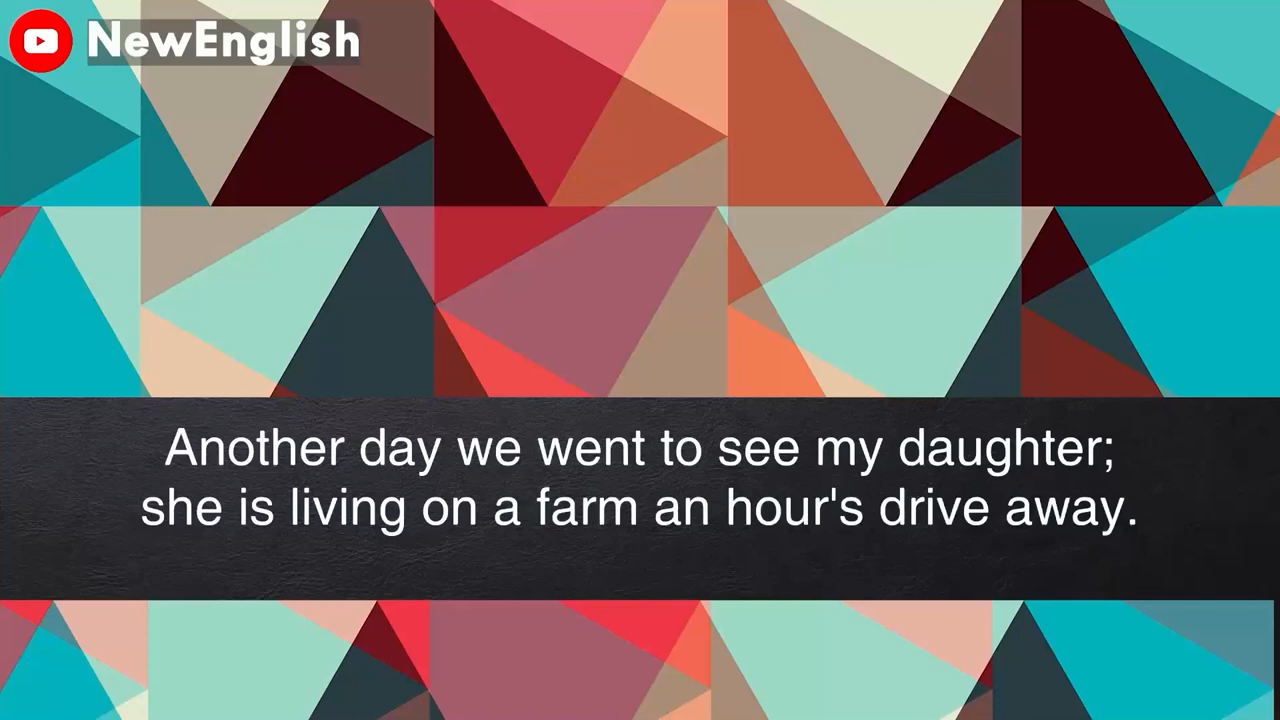 NewEnglish
Another day we went to see my daughter;
she is living on a farm an hour's drive away.